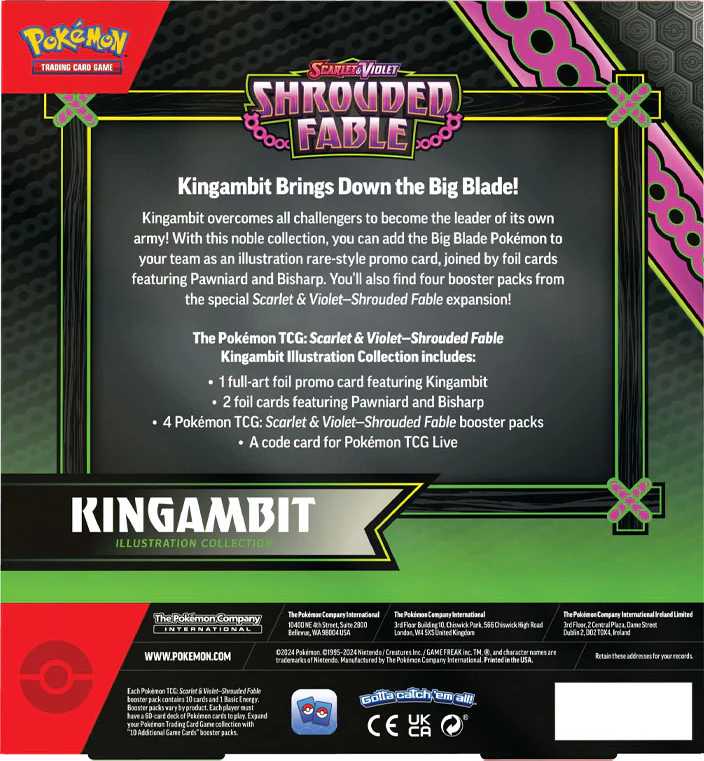 POKéMON
TRADING CARD GAME
SCARLET & VIOLET
SHROUDED
FABLE
Kingambit Brings Down the Big Blade!
Kingambit overcomes all challengers to become the leader of its own
army! With this noble collection, you can add the Big Blade Pokémon to
your team as an illustration rare-style promo card, joined by foil cards
featuring Pawniard and Bisharp. You'll also find four booster packs from
the special Scarlet & Violet—Shrouded Fable expansion!
The Pokémon TCG: Scarlet & Violet—Shrouded Fable
Kingambit Illustration Collection includes:
• 1 full-art foil promo card featuring Kingambit
• 2 foil cards featuring Pawniard and Bisharp
• 4 Pokémon TCG: Scarlet & Violet—Shrouded Fable booster packs
• A code card for Pokémon TCG Live
KINGAMBIT
ILLUSTRATION COLLECTION
The Pokémon Company
INTERNATIONAL
The Pokémon Company International
10400 NE 4th Street, Suite 2800
Bellevue, WA 98004 USA
The Pokémon Company International
3rd Floor Building 10, Chiswick Park, 566 Chiswick High Road
London, W4 5XS United Kingdom
The Pokémon Company International Ireland Limited
3rd Floor, 2 Central Plaza, Dame Street
Dublin 2, D02 T0X4, Ireland
WWW.POKEMON.COM
©2024 Pokémon. ©1995-2024 Nintendo / Creatures Inc. / GAME FREAK inc. TM, ®, and character names are
trademarks of Nintendo. Manufactured by The Pokémon Company International. Printed in the USA.
Retain these addresses for your records.
Each Pokémon TCG: Scarlet & Violet—Shrouded Fable
booster pack contains 10 cards and 1 Basic Energy.
Booster packs vary by product. Each player must
have a 60-card deck of Pokémon cards to play. Expand
your Pokémon Trading Card Game collection with
"10 Additional Game Cards" booster packs.
Gotta catch 'em all!
CE
UK
CA